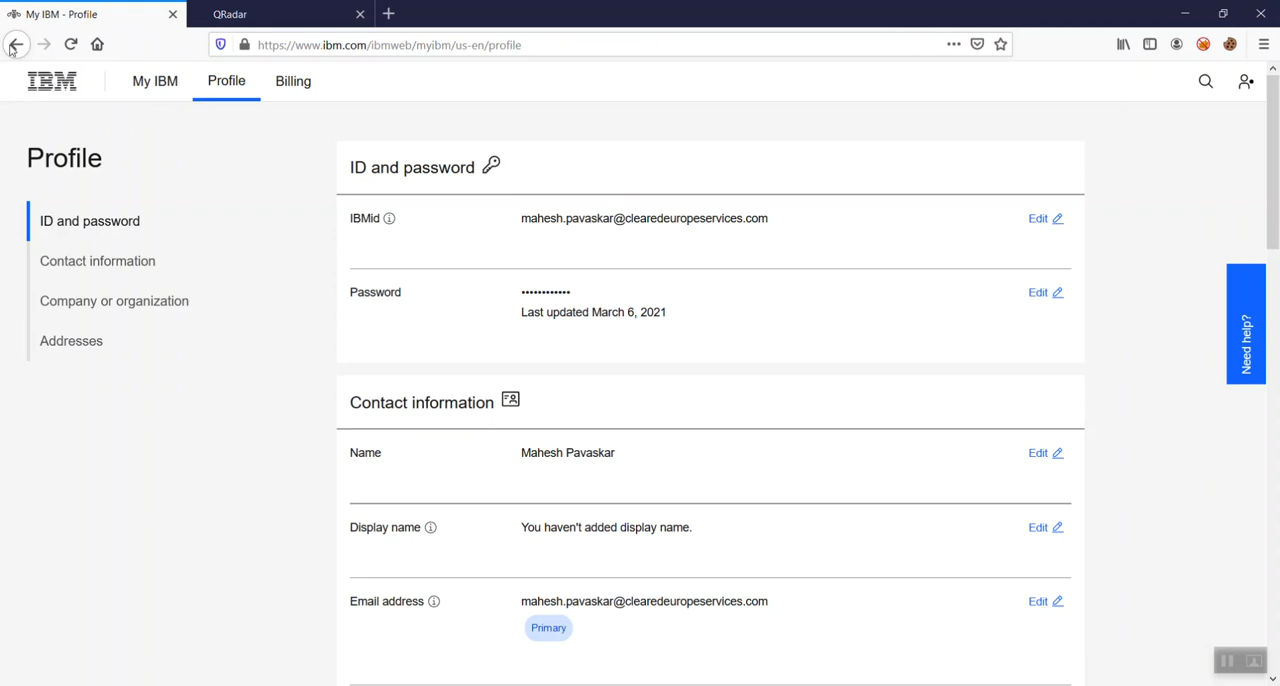 My IBM - Profile
QRadar
https://www.ibm.com/ibmweb/myibm/us-en/profile
IBM
My IBM
Profile
Billing
Profile
ID and password
Contact information
Company or organization
Addresses
ID and password
IBMid
mahesh.pavaskar@clearedeuropeservices.com
Edit
Password
••••••••••••
Edit
Last updated March 6, 2021
Contact information
Name
Mahesh Pavaskar
Edit
Display name
You haven't added display name.
Edit
Email address
mahesh.pavaskar@clearedeuropeservices.com
Edit
Primary
Need help?